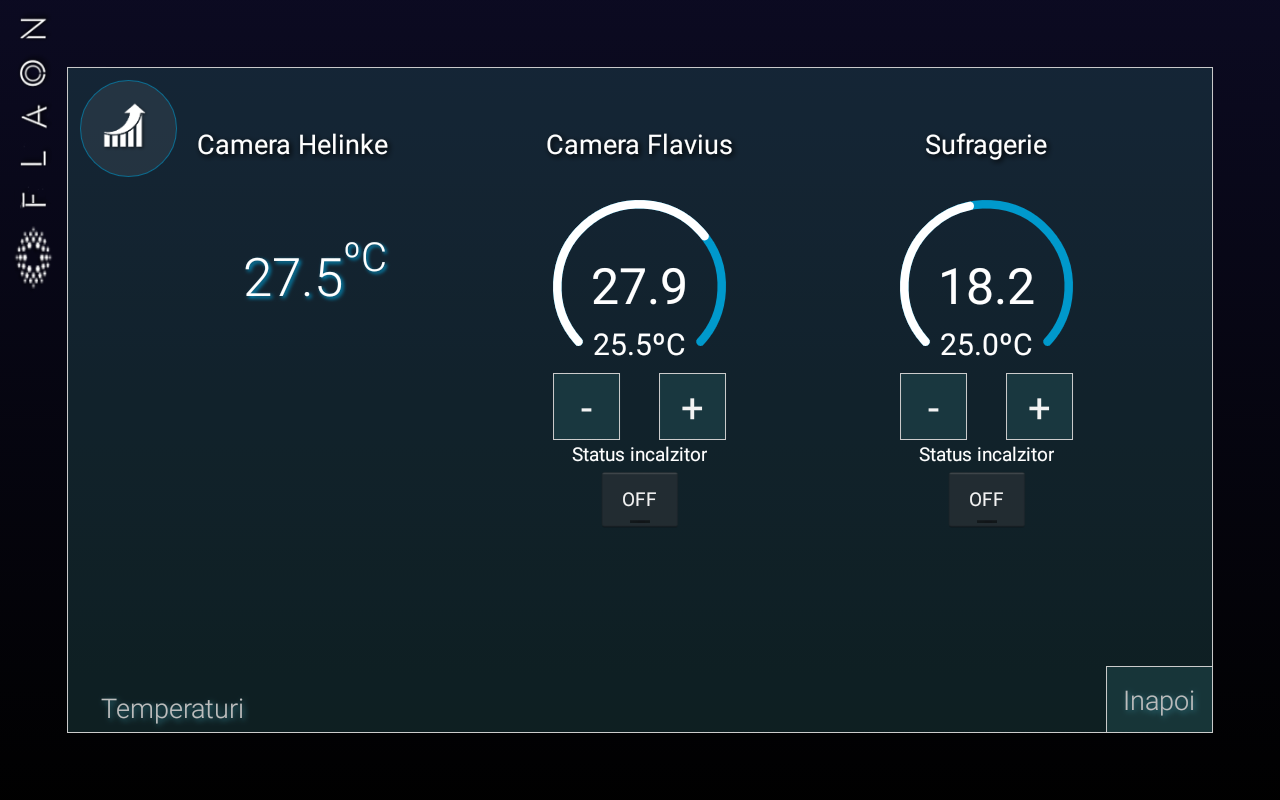 FLAON
Camera Helinke
Camera Flavius
Sufragerie
27.5ºC
27.9
18.2
25.5ºC
25.0ºC
- +
- +
Status incalzitor
Status incalzitor
OFF
OFF
Temperaturi
Inapoi